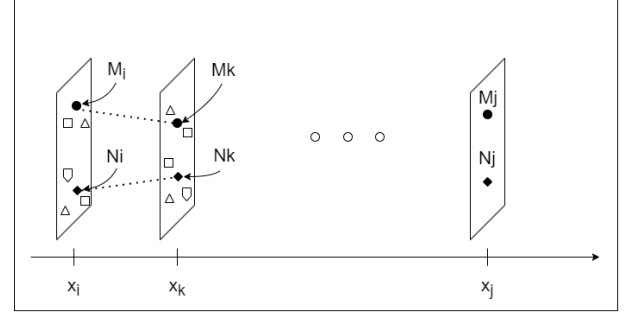 Mᵢ Mk Mj
Ni Nk Nj
xᵢ xₖ xⱼ